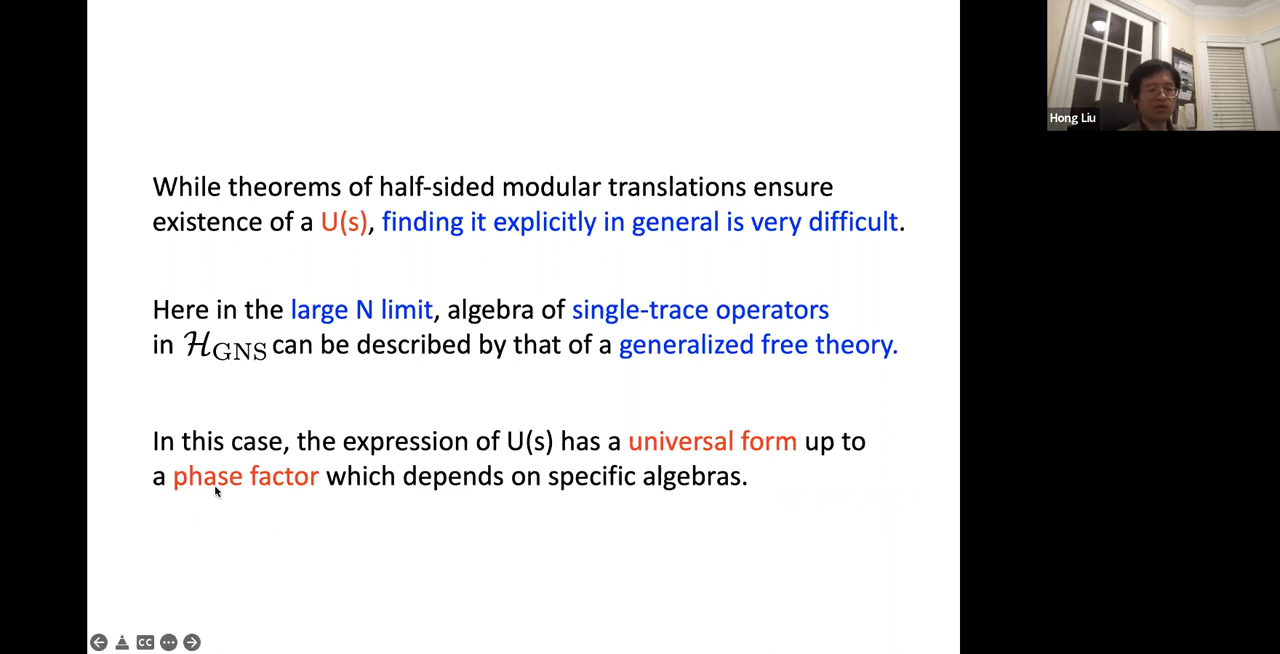 While theorems of half-sided modular translations ensure
existence of a U(s), finding it explicitly in general is very difficult.
Here in the large N limit, algebra of single-trace operators
in ℋ_GNS can be described by that of a generalized free theory.
In this case, the expression of U(s) has a universal form up to
a phase factor which depends on specific algebras.
Hong Liu
CC